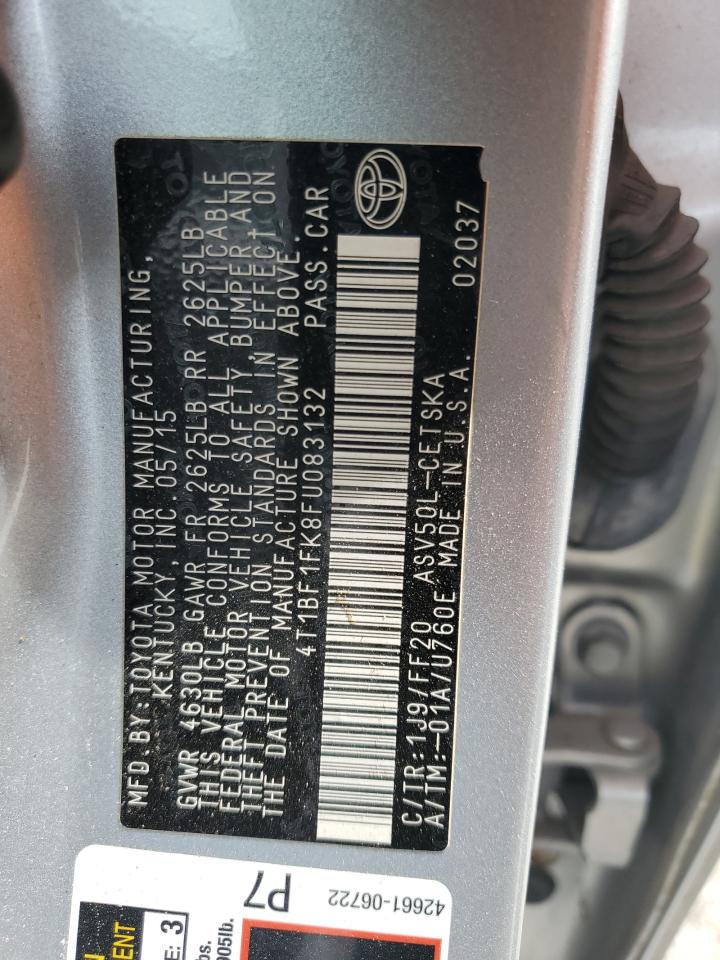 MFD.BY:TOYOTA MOTOR MANUFACTURING,
KENTUCKY, INC. 05/15
GVWR 4630LB GAWR FR 2625LB RR 2625LB
THIS VEHICLE CONFORMS TO ALL APPLICABLE
FEDERAL MOTOR VEHICLE SAFETY, BUMPER, AND
THEFT PREVENTION STANDARDS IN EFFECT ON
THE DATE OF MANUFACTURE SHOWN ABOVE.
4T1BF1FK8FU083132 PASS.CAR
C/TR:1J9/FF20 ASV50L-CETSKA
A/TM:-01A/U760E MADE IN U.S.A.
02037
P7
42661-06722
E: 3